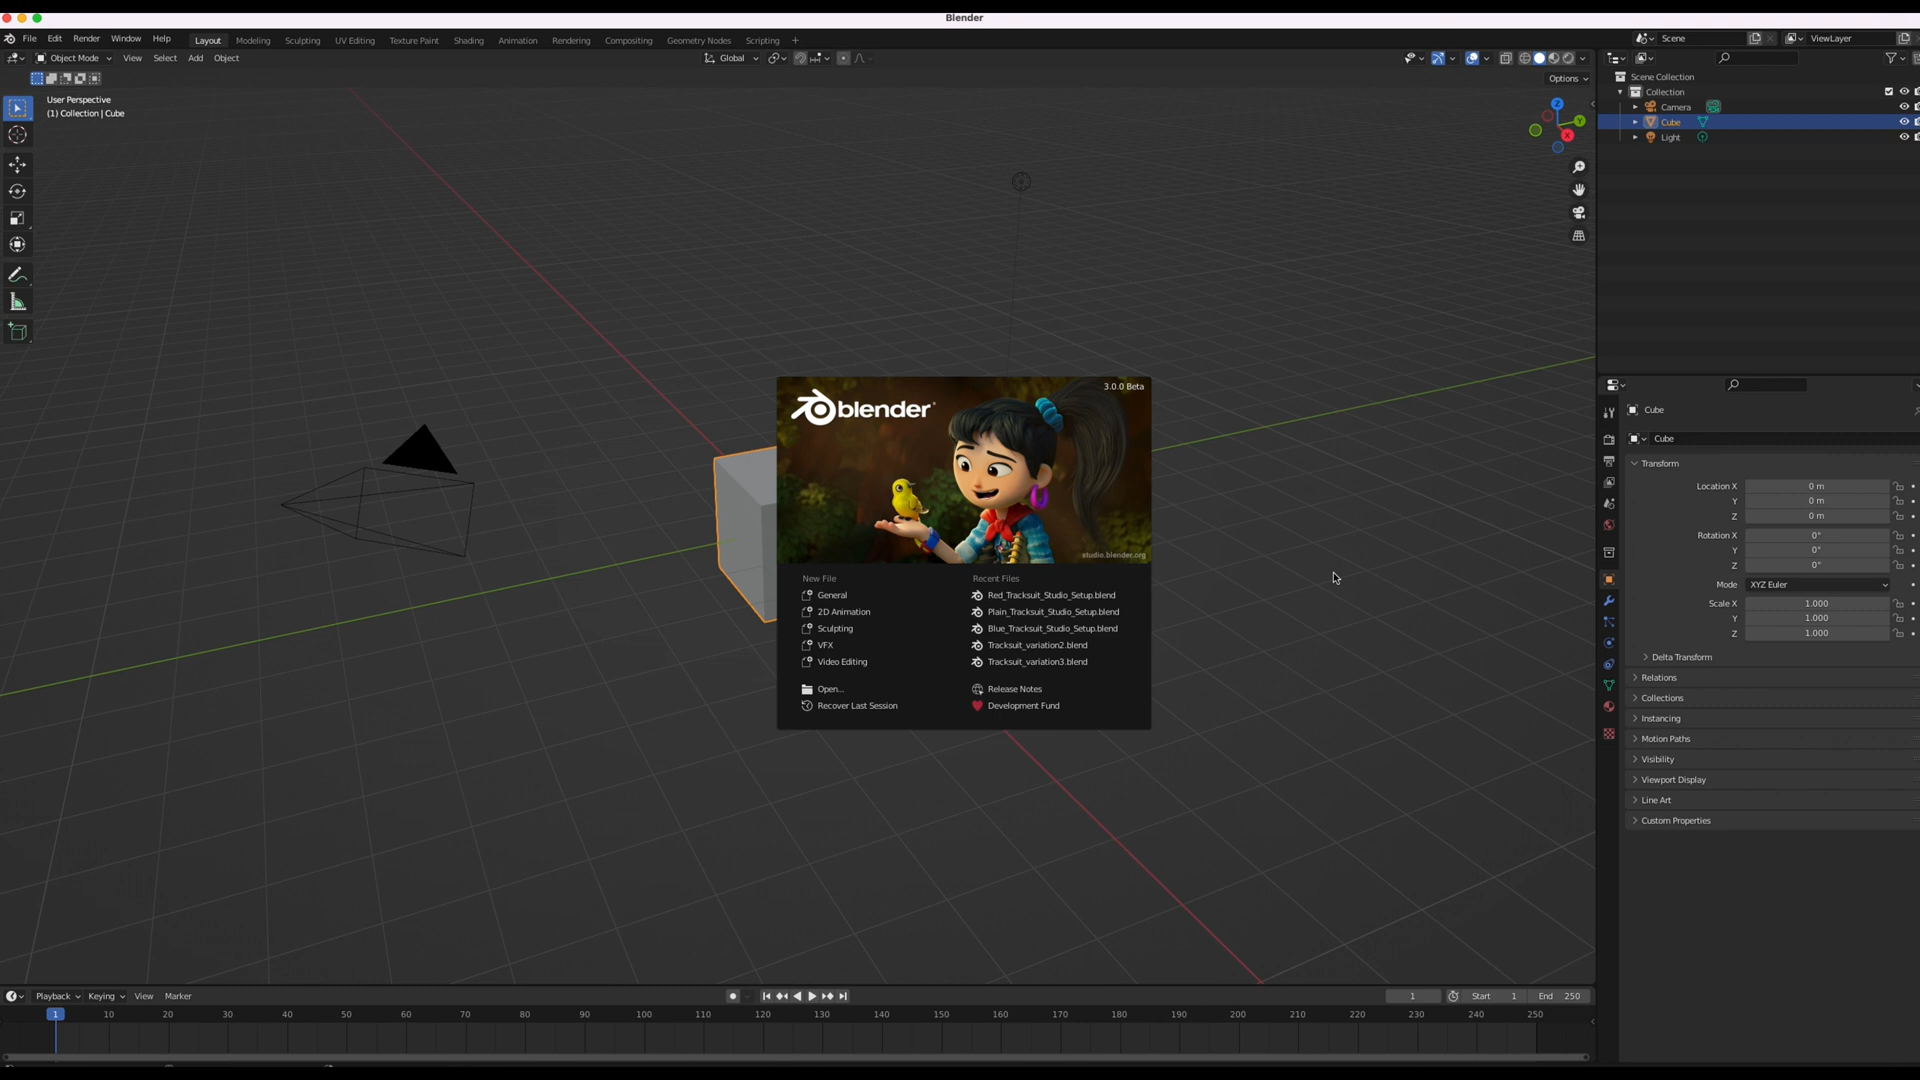 Blender
File Edit Render Window Help Layout Modeling Sculpting UV Editing Texture Paint Shading Animation Rendering Compositing Geometry Nodes Scripting + Scene ViewLayer
Object Mode View Select Add Object Global
Options
User Perspective
(1) Collection | Cube
Z
Y
X
Scene Collection
Collection
Camera
Cube
Light
Cube
Cube
Transform
Location X 0 m
Y 0 m
Z 0 m
Rotation X 0°
Y 0°
Z 0°
Mode XYZ Euler
Scale X 1.000
Y 1.000
Z 1.000
Delta Transform
Relations
Collections
Instancing
Motion Paths
Visibility
Viewport Display
Line Art
Custom Properties
3.0.0 Beta
blender
studio.blender.org
New File
General
2D Animation
Sculpting
VFX
Video Editing
Open...
Recover Last Session
Recent Files
Red_Tracksuit_Studio_Setup.blend
Plain_Tracksuit_Studio_Setup.blend
Blue_Tracksuit_Studio_Setup.blend
Tracksuit_variation2.blend
Tracksuit_variation3.blend
Release Notes
Development Fund
Playback Keying View Marker 1 Start 1 End 250
1 10 20 30 40 50 60 70 80 90 100 110 120 130 140 150 160 170 180 190 200 210 220 230 240 250